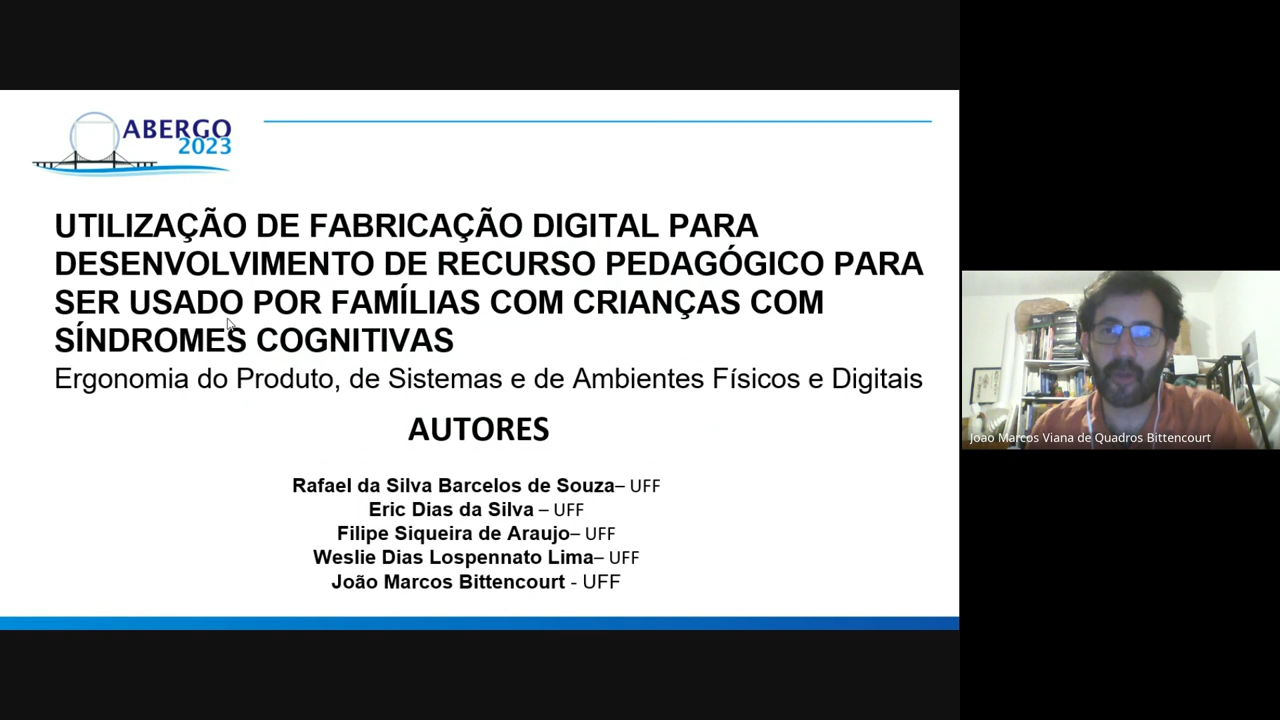 ABERGO
2023
UTILIZAÇÃO DE FABRICAÇÃO DIGITAL PARA
DESENVOLVIMENTO DE RECURSO PEDAGÓGICO PARA
SER USADO POR FAMÍLIAS COM CRIANÇAS COM
SÍNDROMES COGNITIVAS
Ergonomia do Produto, de Sistemas e de Ambientes Físicos e Digitais
AUTORES
Rafael da Silva Barcelos de Souza– UFF
Eric Dias da Silva – UFF
Filipe Siqueira de Araujo– UFF
Weslie Dias Lospennato Lima– UFF
João Marcos Bittencourt - UFF
Joao Marcos Viana de Quadros Bittencourt